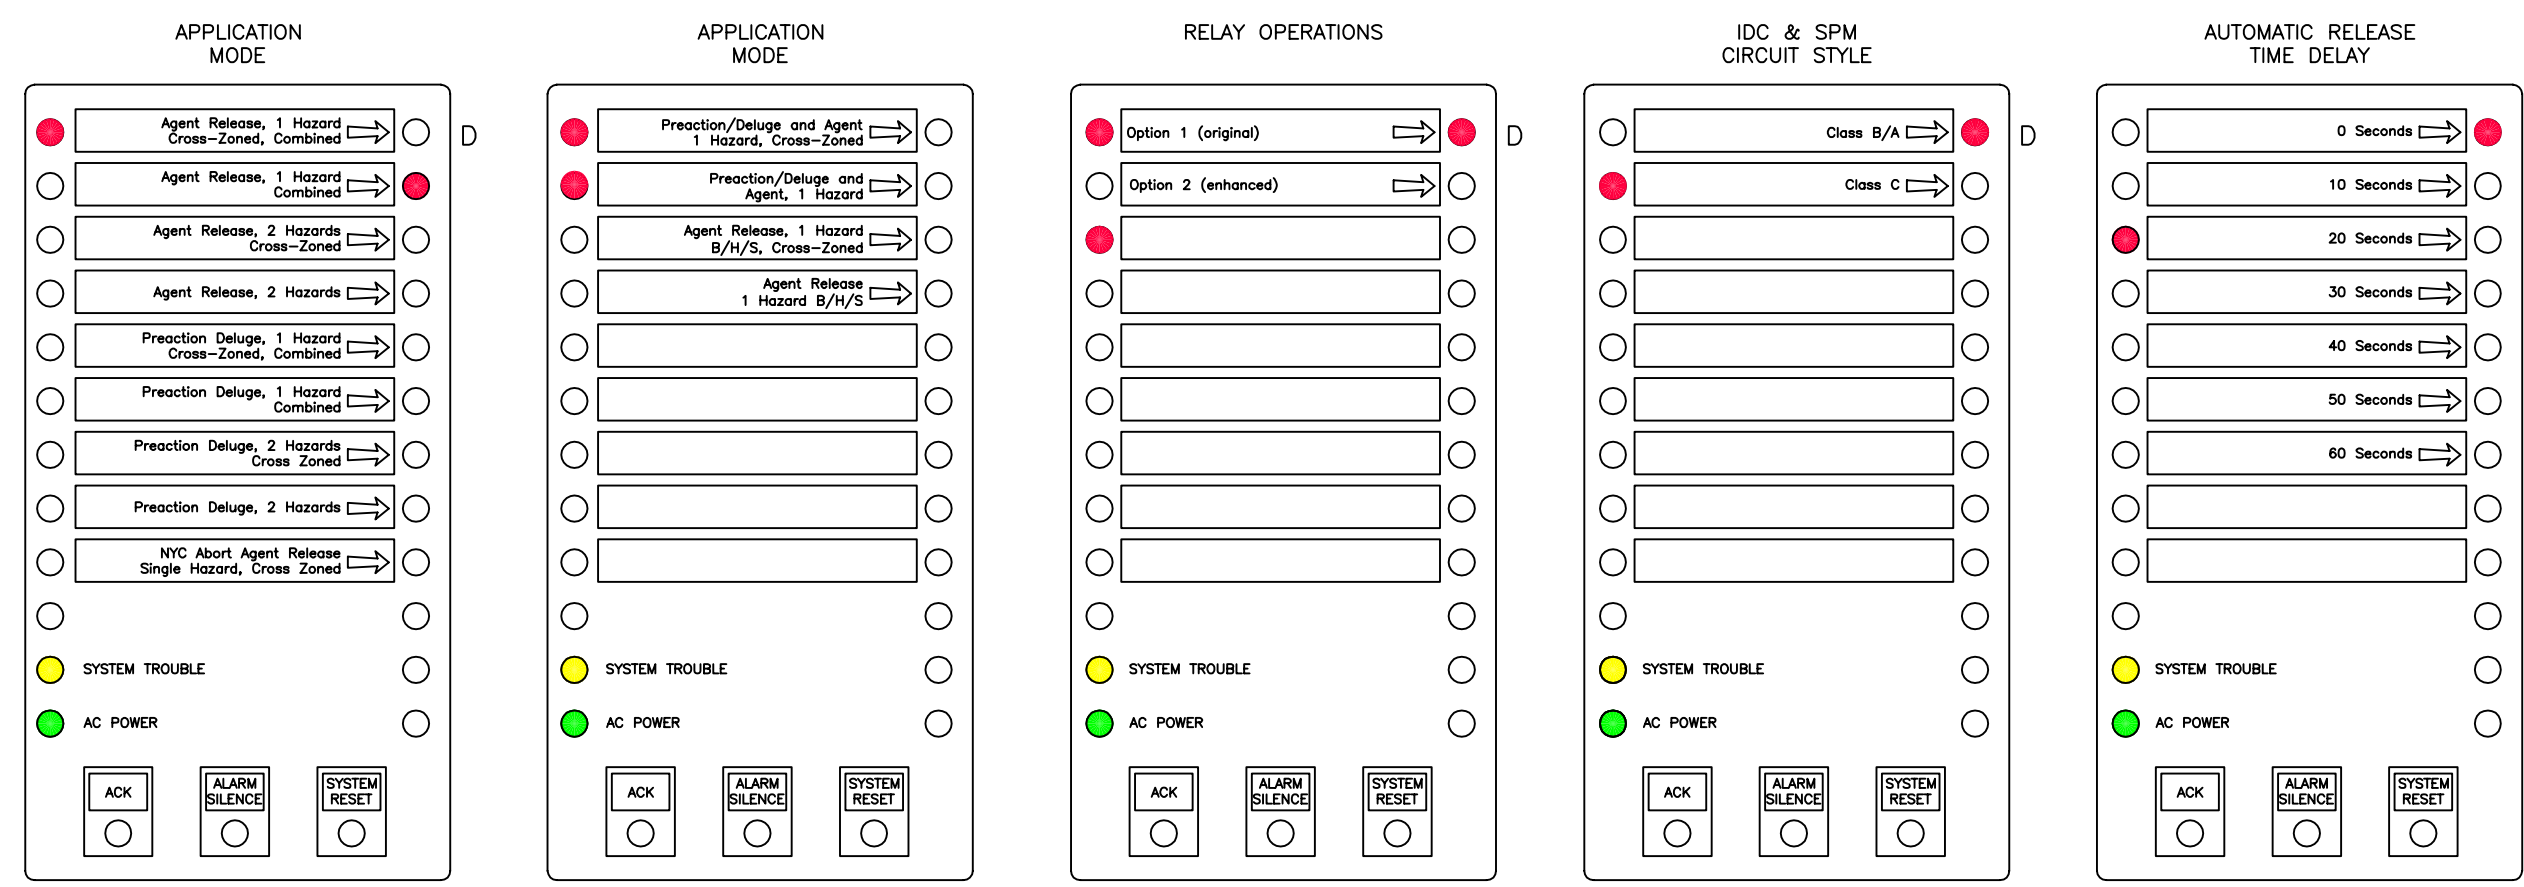 APPLICATION
MODE
Agent Release, 1 Hazard
Cross-Zoned, Combined
D
Agent Release, 1 Hazard
Combined
Agent Release, 2 Hazards
Cross-Zoned
Agent Release, 2 Hazards
Preaction Deluge, 1 Hazard
Cross-Zoned, Combined
Preaction Deluge, 1 Hazard
Combined
Preaction Deluge, 2 Hazards
Cross Zoned
Preaction Deluge, 2 Hazards
NYC Abort Agent Release
Single Hazard, Cross Zoned
SYSTEM TROUBLE
AC POWER
ACK
ALARM
SILENCE
SYSTEM
RESET
APPLICATION
MODE
Preaction/Deluge and Agent
1 Hazard, Cross-Zoned
Preaction/Deluge and
Agent, 1 Hazard
Agent Release, 1 Hazard
B/H/S, Cross-Zoned
Agent Release
1 Hazard B/H/S
SYSTEM TROUBLE
AC POWER
ACK
ALARM
SILENCE
SYSTEM
RESET
RELAY OPERATIONS
Option 1 (original)
D
Option 2 (enhanced)
SYSTEM TROUBLE
AC POWER
ACK
ALARM
SILENCE
SYSTEM
RESET
IDC & SPM
CIRCUIT STYLE
Class B/A
D
Class C
SYSTEM TROUBLE
AC POWER
ACK
ALARM
SILENCE
SYSTEM
RESET
AUTOMATIC RELEASE
TIME DELAY
0 Seconds
10 Seconds
20 Seconds
30 Seconds
40 Seconds
50 Seconds
60 Seconds
SYSTEM TROUBLE
AC POWER
ACK
ALARM
SILENCE
SYSTEM
RESET